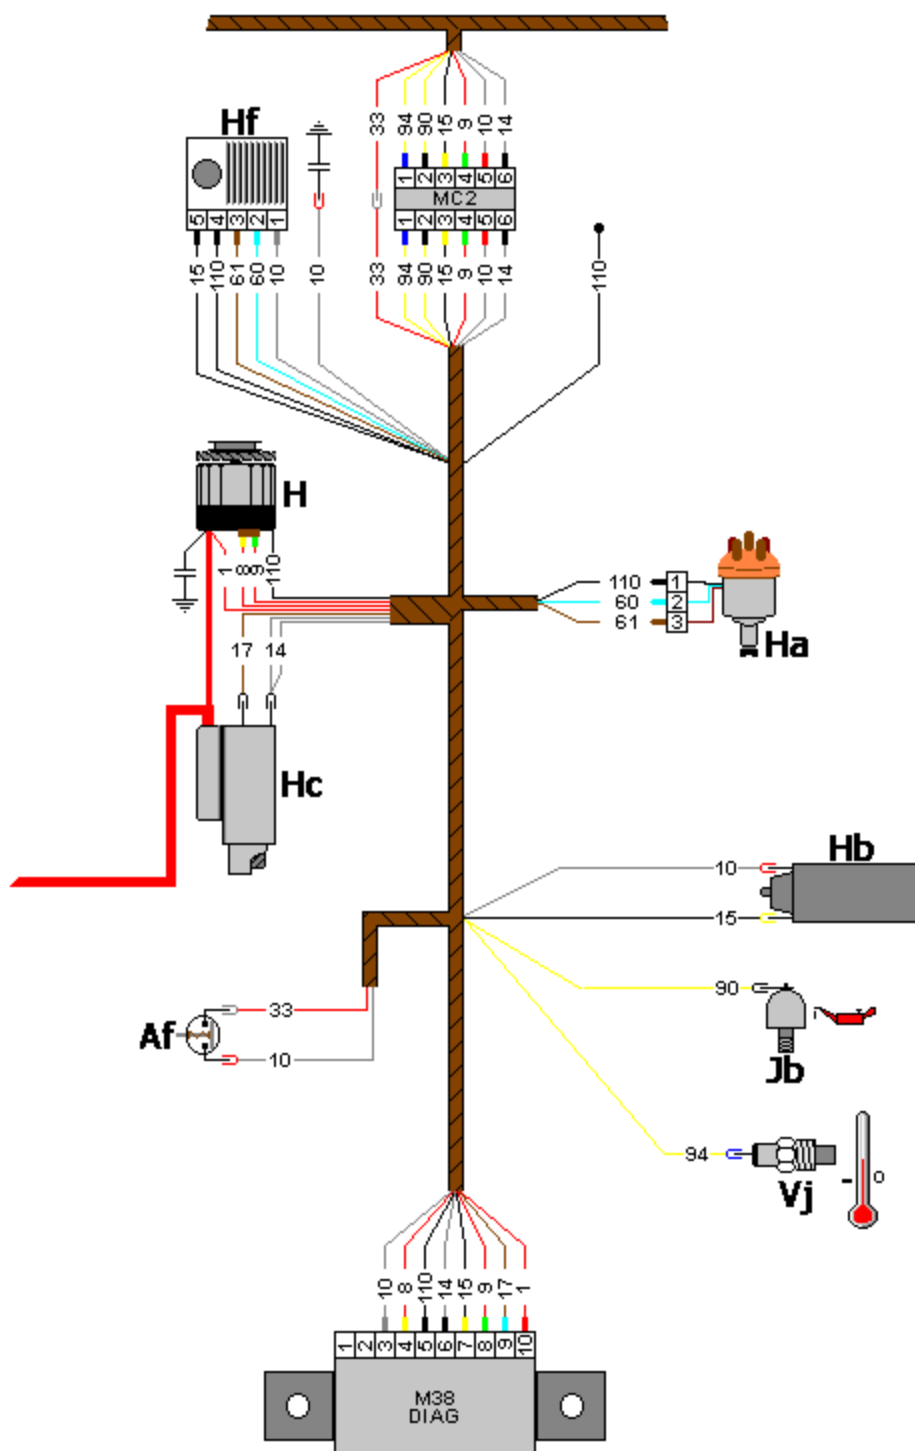 33 94 90 15 9 10 14
Hf
1 2 3 4 5 6
MC2
5 4 3 2 1
1 2 3 4 5 6
15 110 61 60 10
10
33 94 90 15 9 10 14
110
H
1 8 9 110
110 1
60 2
61 3
Ha
17 14
Hc
Hb
10
15
90
33
Af
10
Jb
94
- o
Vj
10 8 110 14 15 9 17 1
1 2 3 4 5 6 7 8 9 10
M38
DIAG